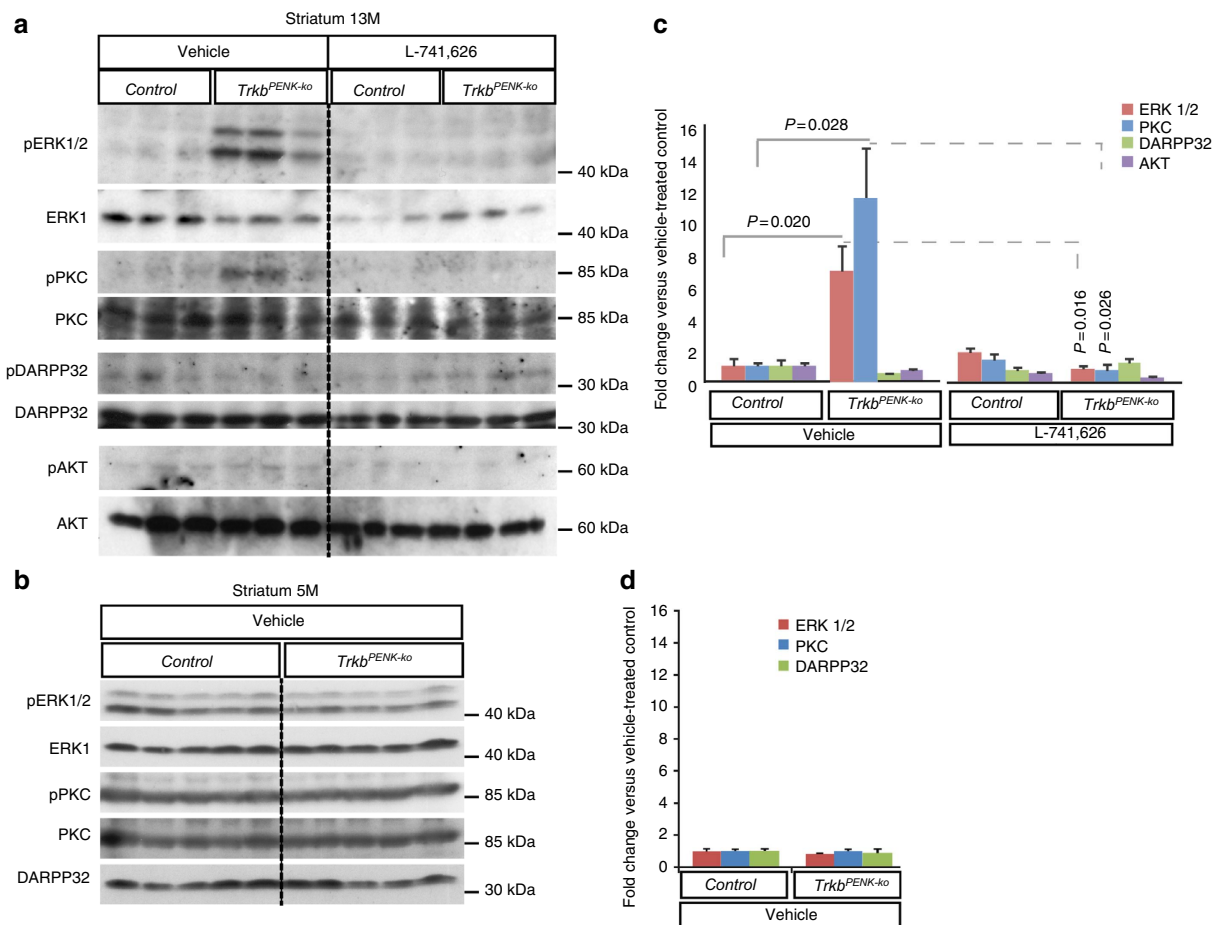 a
Striatum 13M
Vehicle
L-741,626
Control
Trkb^PENK-ko
Control
Trkb^PENK-ko
pERK1/2
40 kDa
ERK1
40 kDa
pPKC
85 kDa
PKC
85 kDa
pDARPP32
30 kDa
DARPP32
30 kDa
pAKT
60 kDa
AKT
60 kDa
b
Striatum 5M
Vehicle
Control
Trkb^PENK-ko
pERK1/2
40 kDa
ERK1
40 kDa
pPKC
85 kDa
PKC
85 kDa
DARPP32
30 kDa
c
Fold change versus vehicle-treated control
16
14
12
10
8
6
4
2
0
ERK 1/2
PKC
DARPP32
AKT
P=0.028
P=0.020
P=0.016
P=0.026
Control
Trkb^PENK-ko
Control
Trkb^PENK-ko
Vehicle
L-741,626
d
Fold change versus vehicle-treated control
16
14
12
10
8
6
4
2
0
ERK 1/2
PKC
DARPP32
Control
Trkb^PENK-ko
Vehicle